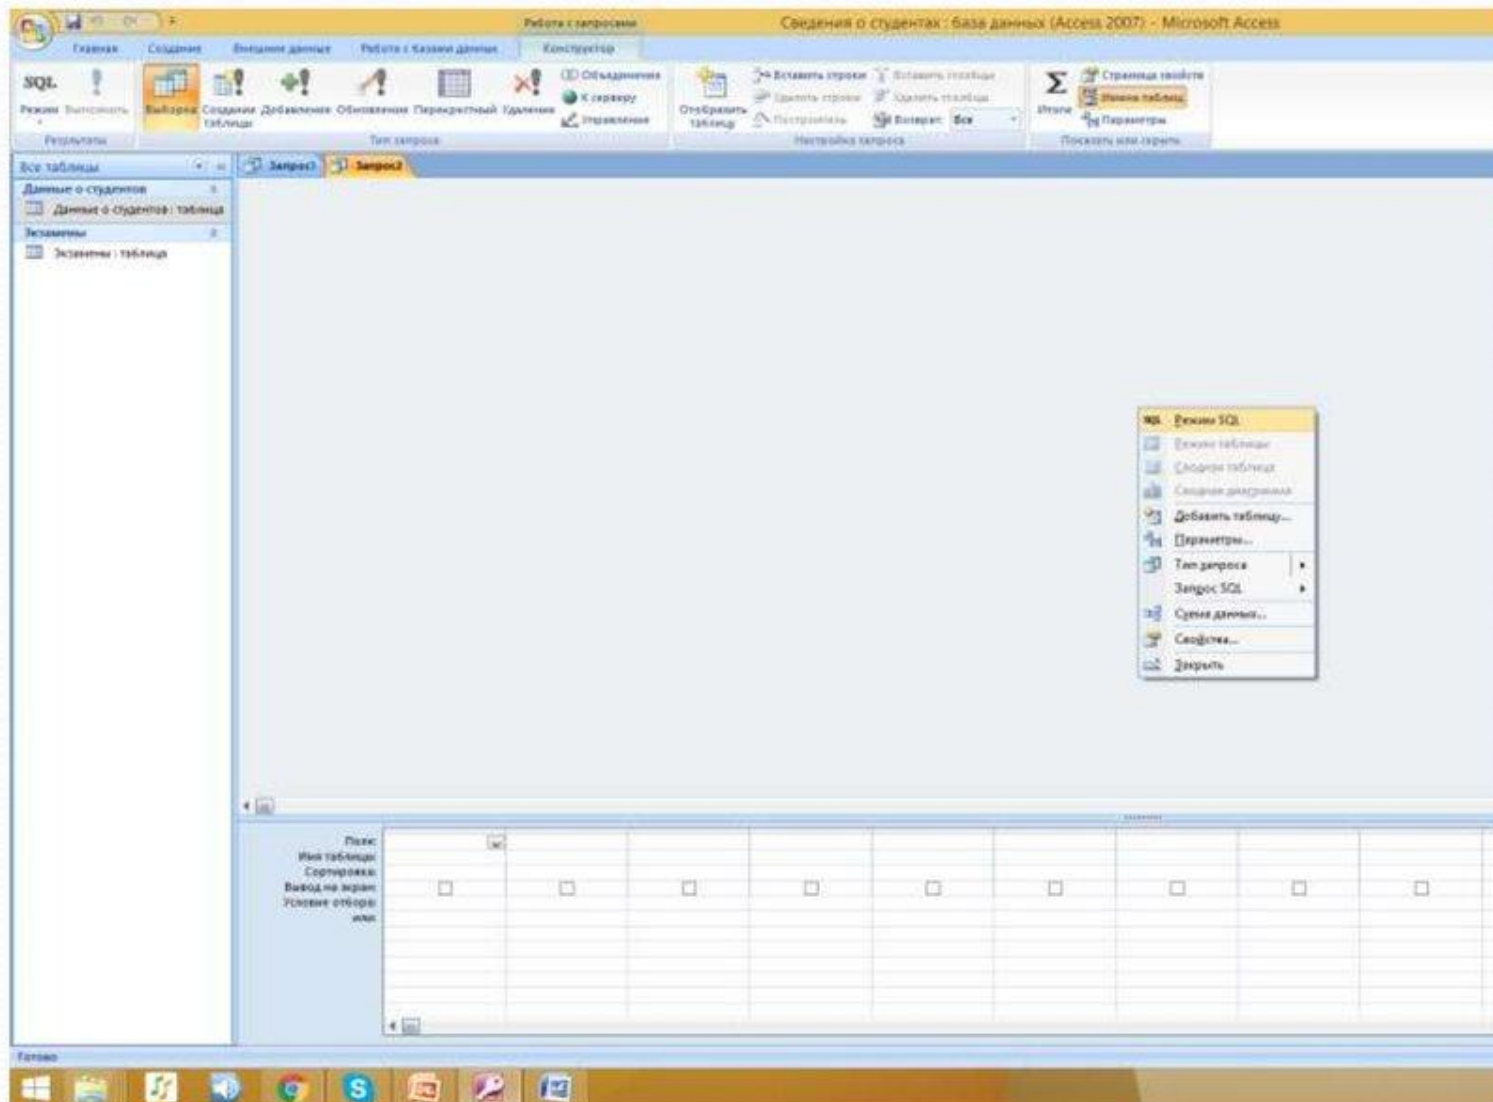 Работа с запросами
Сведения о студентах : база данных (Access 2007) - Microsoft Access
Главная Создание Внешние данные Работа с базами данных Конструктор
SQL
Режим Выполнить
Результаты
Выборка Создание таблицы Добавление Обновление Перекрестный Удаление
Объединение
К серверу
Управление
Тип запроса
Отобразить таблицу
Вставить строки
Удалить строки
Построитель
Вставить столбцы
Удалить столбцы
Возврат: Все
Настройка запроса
Итоги
Страница свойств
Имена таблиц
Параметры
Показать или скрыть
Все таблицы
Данные о студентов
Данные о студентов : таблица
Экзамены
Экзамены : таблица
Запрос1 Запрос2
SQL Режим SQL
Режим таблицы
Сводная таблица
Сводная диаграмма
Добавить таблицу...
Параметры...
Тип запроса
Запрос SQL
Схема данных...
Свойства...
Закрыть
Поле:
Имя таблицы:
Сортировка:
Вывод на экран:
Условие отбора:
или:
Готово